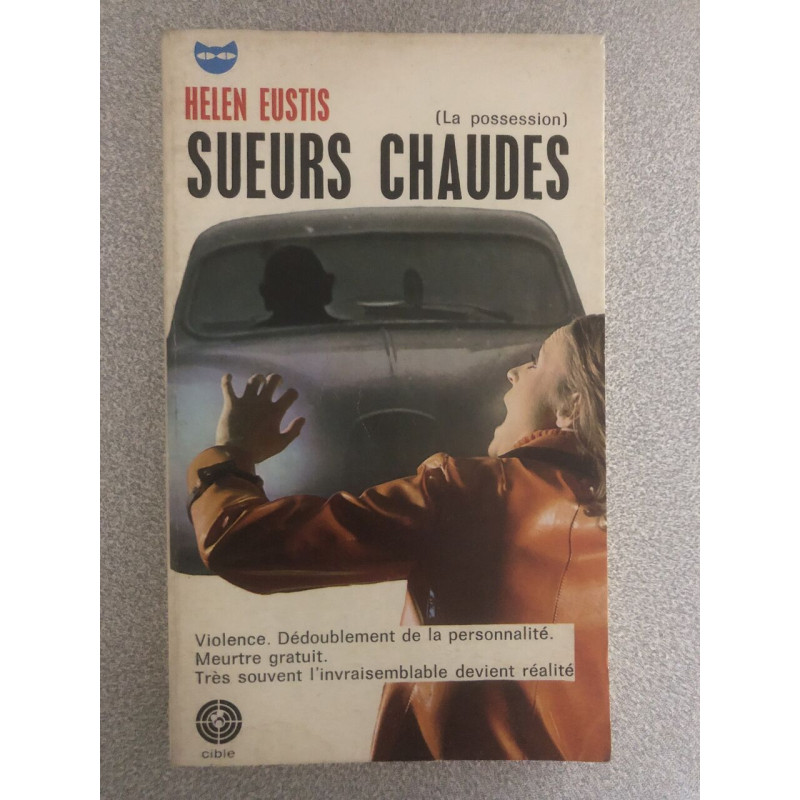 HELEN EUSTIS
(La possession)
SUEURS CHAUDES
Violence. Dédoublement de la personnalité.
Meurtre gratuit.
Très souvent l'invraisemblable devient réalité
cible